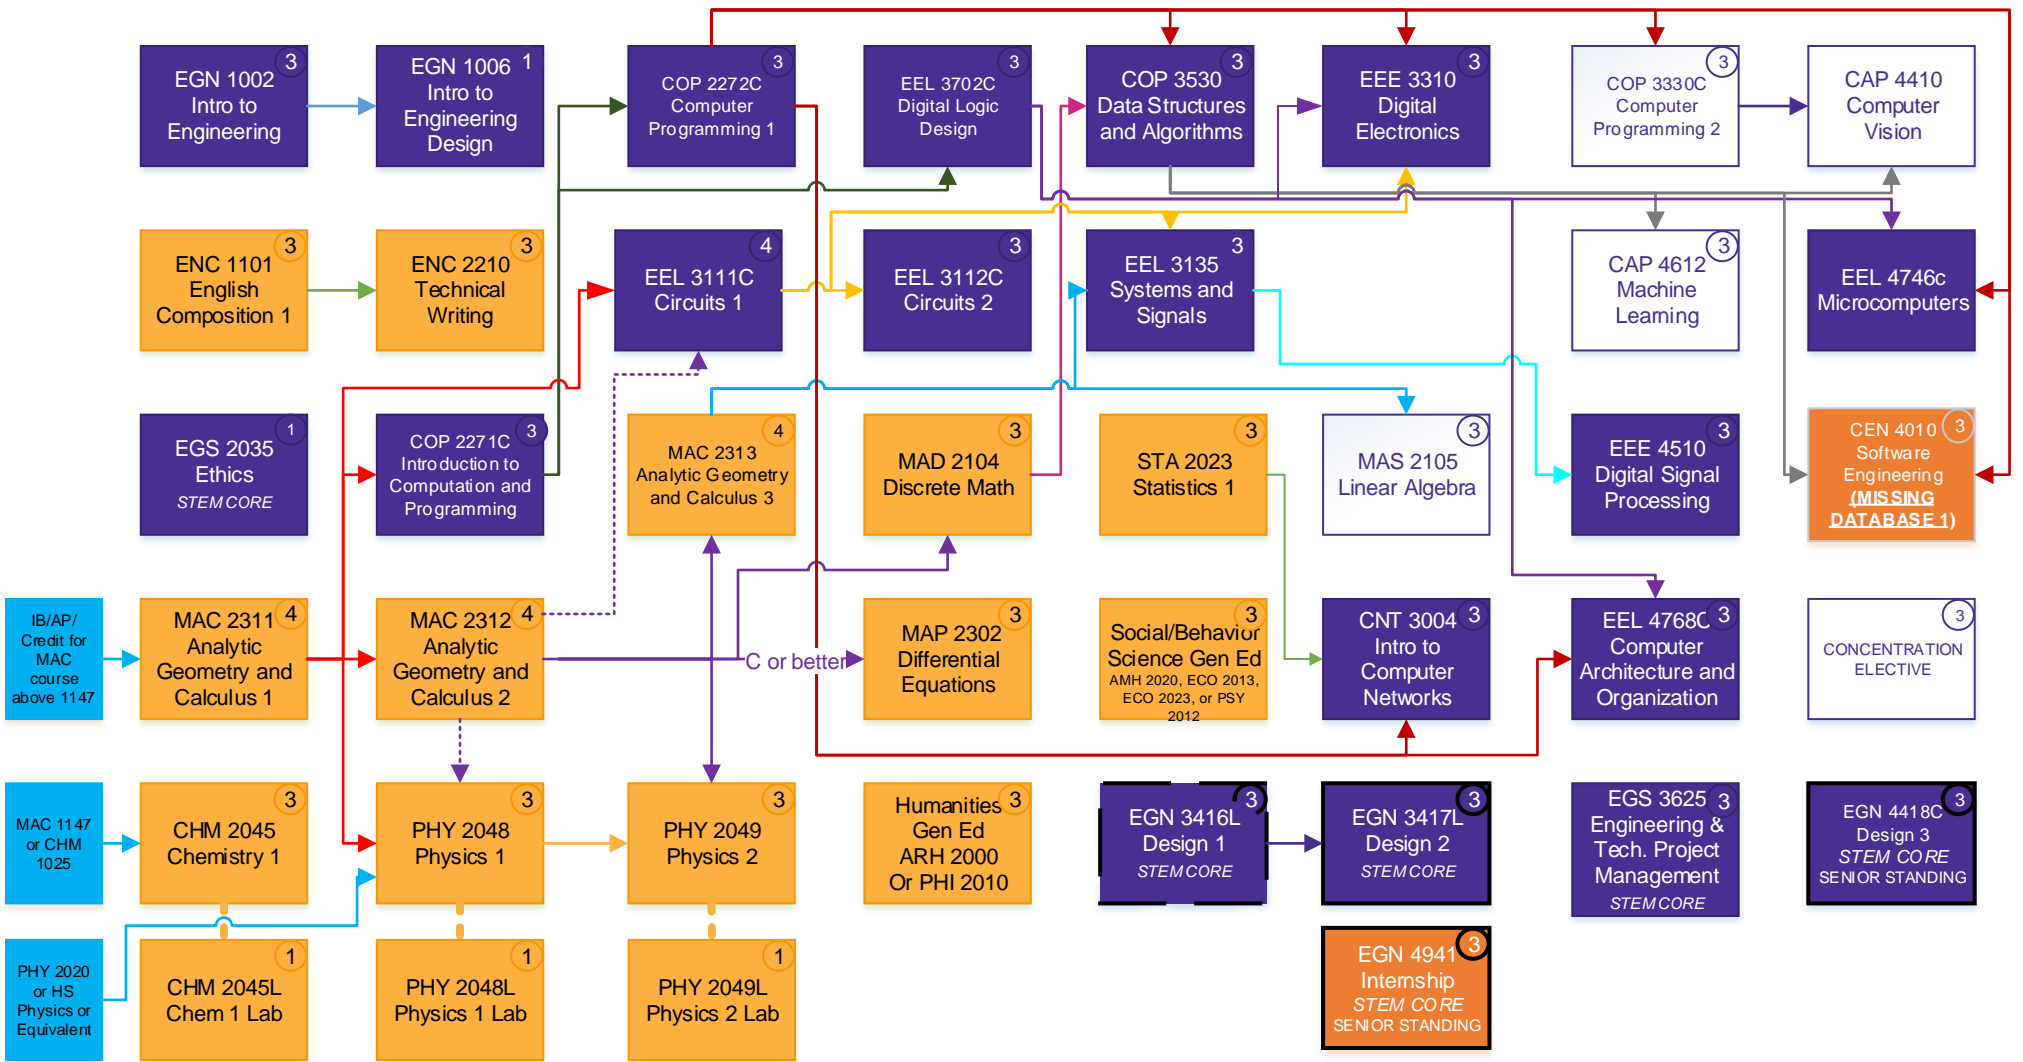 3
EGN 1002
Intro to
Engineering
1
EGN 1006
Intro to
Engineering
Design
3
COP 2272C
Computer
Programming 1
3
EEL 3702C
Digital Logic
Design
3
COP 3530
Data Structures
and Algorithms
3
EEE 3310
Digital
Electronics
3
COP 3330C
Computer
Programming 2
CAP 4410
Computer
Vision
3
ENC 1101
English
Composition 1
3
ENC 2210
Technical
Writing
4
EEL 3111C
Circuits 1
3
EEL 3112C
Circuits 2
3
EEL 3135
Systems and
Signals
3
CAP 4612
Machine
Learning
EEL 4746c
Microcomputers
1
EGS 2035
Ethics
STEM CORE
3
COP 2271C
Introduction to
Computation and
Programming
4
MAC 2313
Analytic Geometry
and Calculus 3
3
MAD 2104
Discrete Math
3
STA 2023
Statistics 1
3
MAS 2105
Linear Algebra
3
EEE 4510
Digital Signal
Processing
3
CEN 4010
Software
Engineering
(MISSING
DATABASE 1)
IB/AP/
Credit for
MAC
course
above 1147
4
MAC 2311
Analytic
Geometry and
Calculus 1
4
MAC 2312
Analytic
Geometry and
Calculus 2
C or better
3
MAP 2302
Differential
Equations
3
Social/Behavior
Science Gen Ed
AMH 2020, ECO 2013,
ECO 2023, or PSY
2012
3
CNT 3004
Intro to
Computer
Networks
3
EEL 4768C
Computer
Architecture and
Organization
3
CONCENTRATION
ELECTIVE
MAC 1147
or CHM
1025
3
CHM 2045
Chemistry 1
3
PHY 2048
Physics 1
3
PHY 2049
Physics 2
3
Humanities
Gen Ed
ARH 2000
Or PHI 2010
3
EGN 3416L
Design 1
STEM CORE
3
EGN 3417L
Design 2
STEM CORE
3
EGS 3625
Engineering &
Tech. Project
Management
STEM CORE
3
EGN 4418C
Design 3
STEM CORE
SENIOR STANDING
PHY 2020
or HS
Physics or
Equivalent
1
CHM 2045L
Chem 1 Lab
1
PHY 2048L
Physics 1 Lab
1
PHY 2049L
Physics 2 Lab
3
EGN 4941
Internship
STEM CORE
SENIOR STANDING